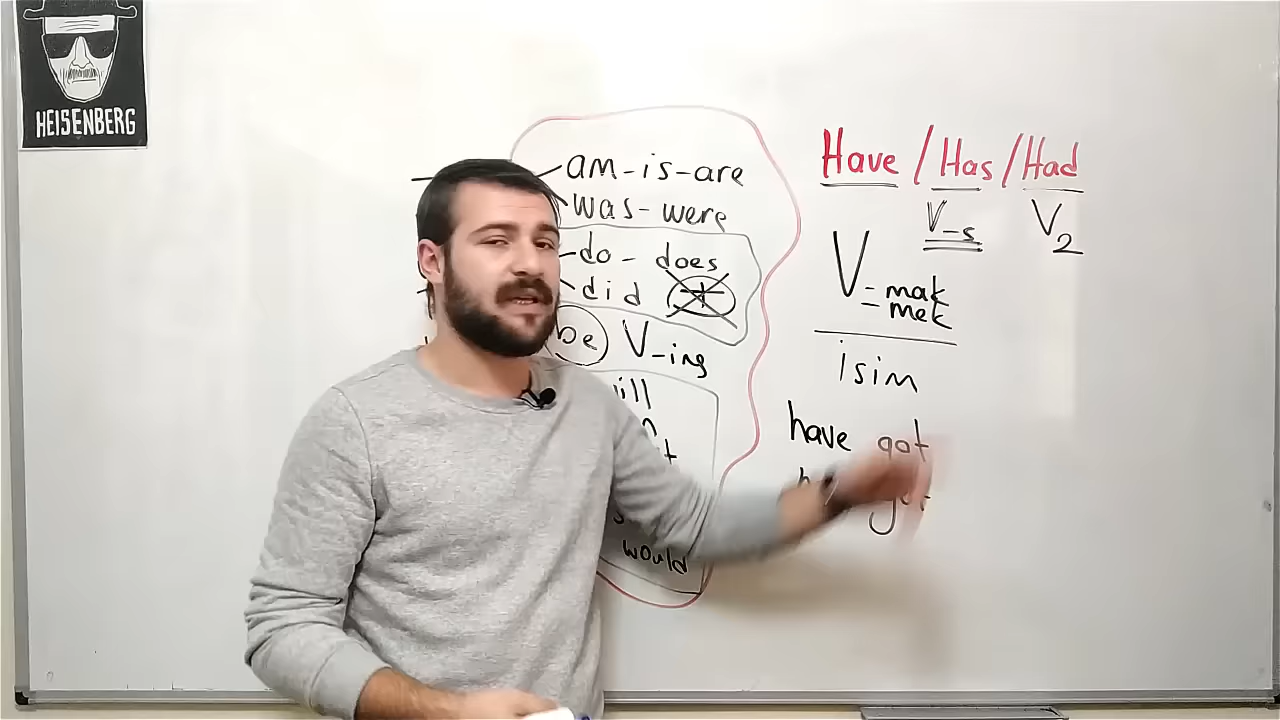 HEISENBERG
am-is-are
was-were
-do - does
did +
be V-ing
would
Have / Has / Had
V-s V2
V-mak
-mek
isim
have got